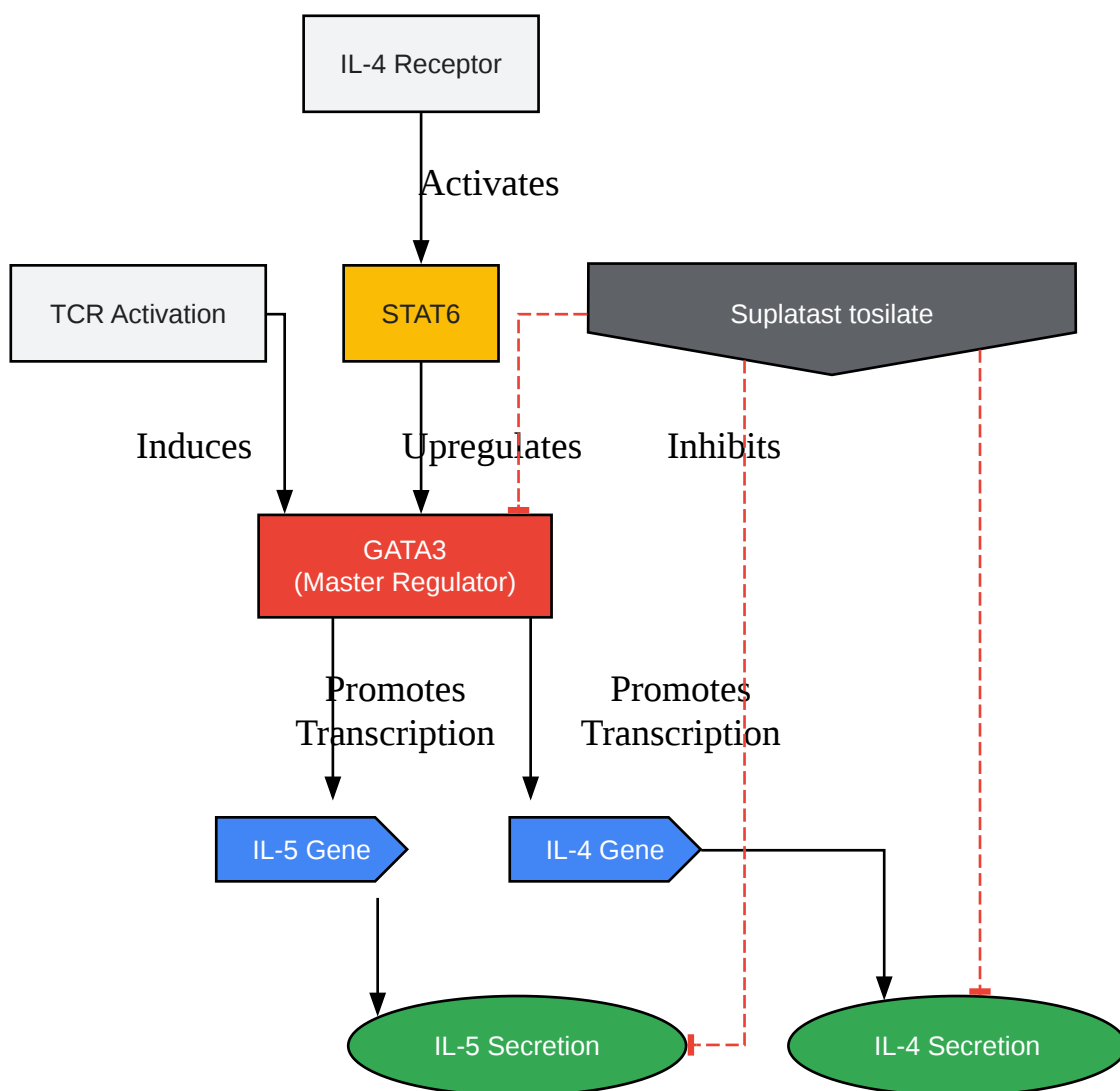 IL-4 Receptor
Activates
TCR Activation
STAT6
Suplatast tosilate
Induces
Upregulates
Inhibits
GATA3
(Master Regulator)
Promotes
Transcription
Promotes
Transcription
IL-5 Gene
IL-4 Gene
IL-5 Secretion
IL-4 Secretion